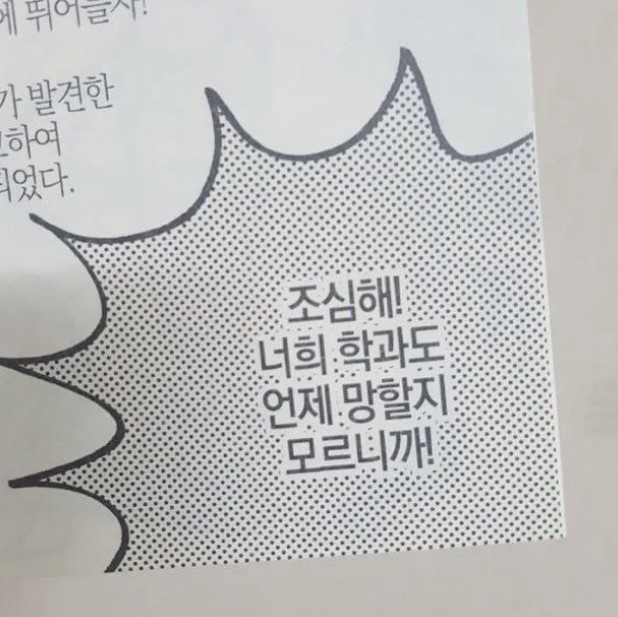 에 뛰어들자!
가 발견한
하여
되었다.
조심해!
너희 학과도
언제 망할지
모르니까!